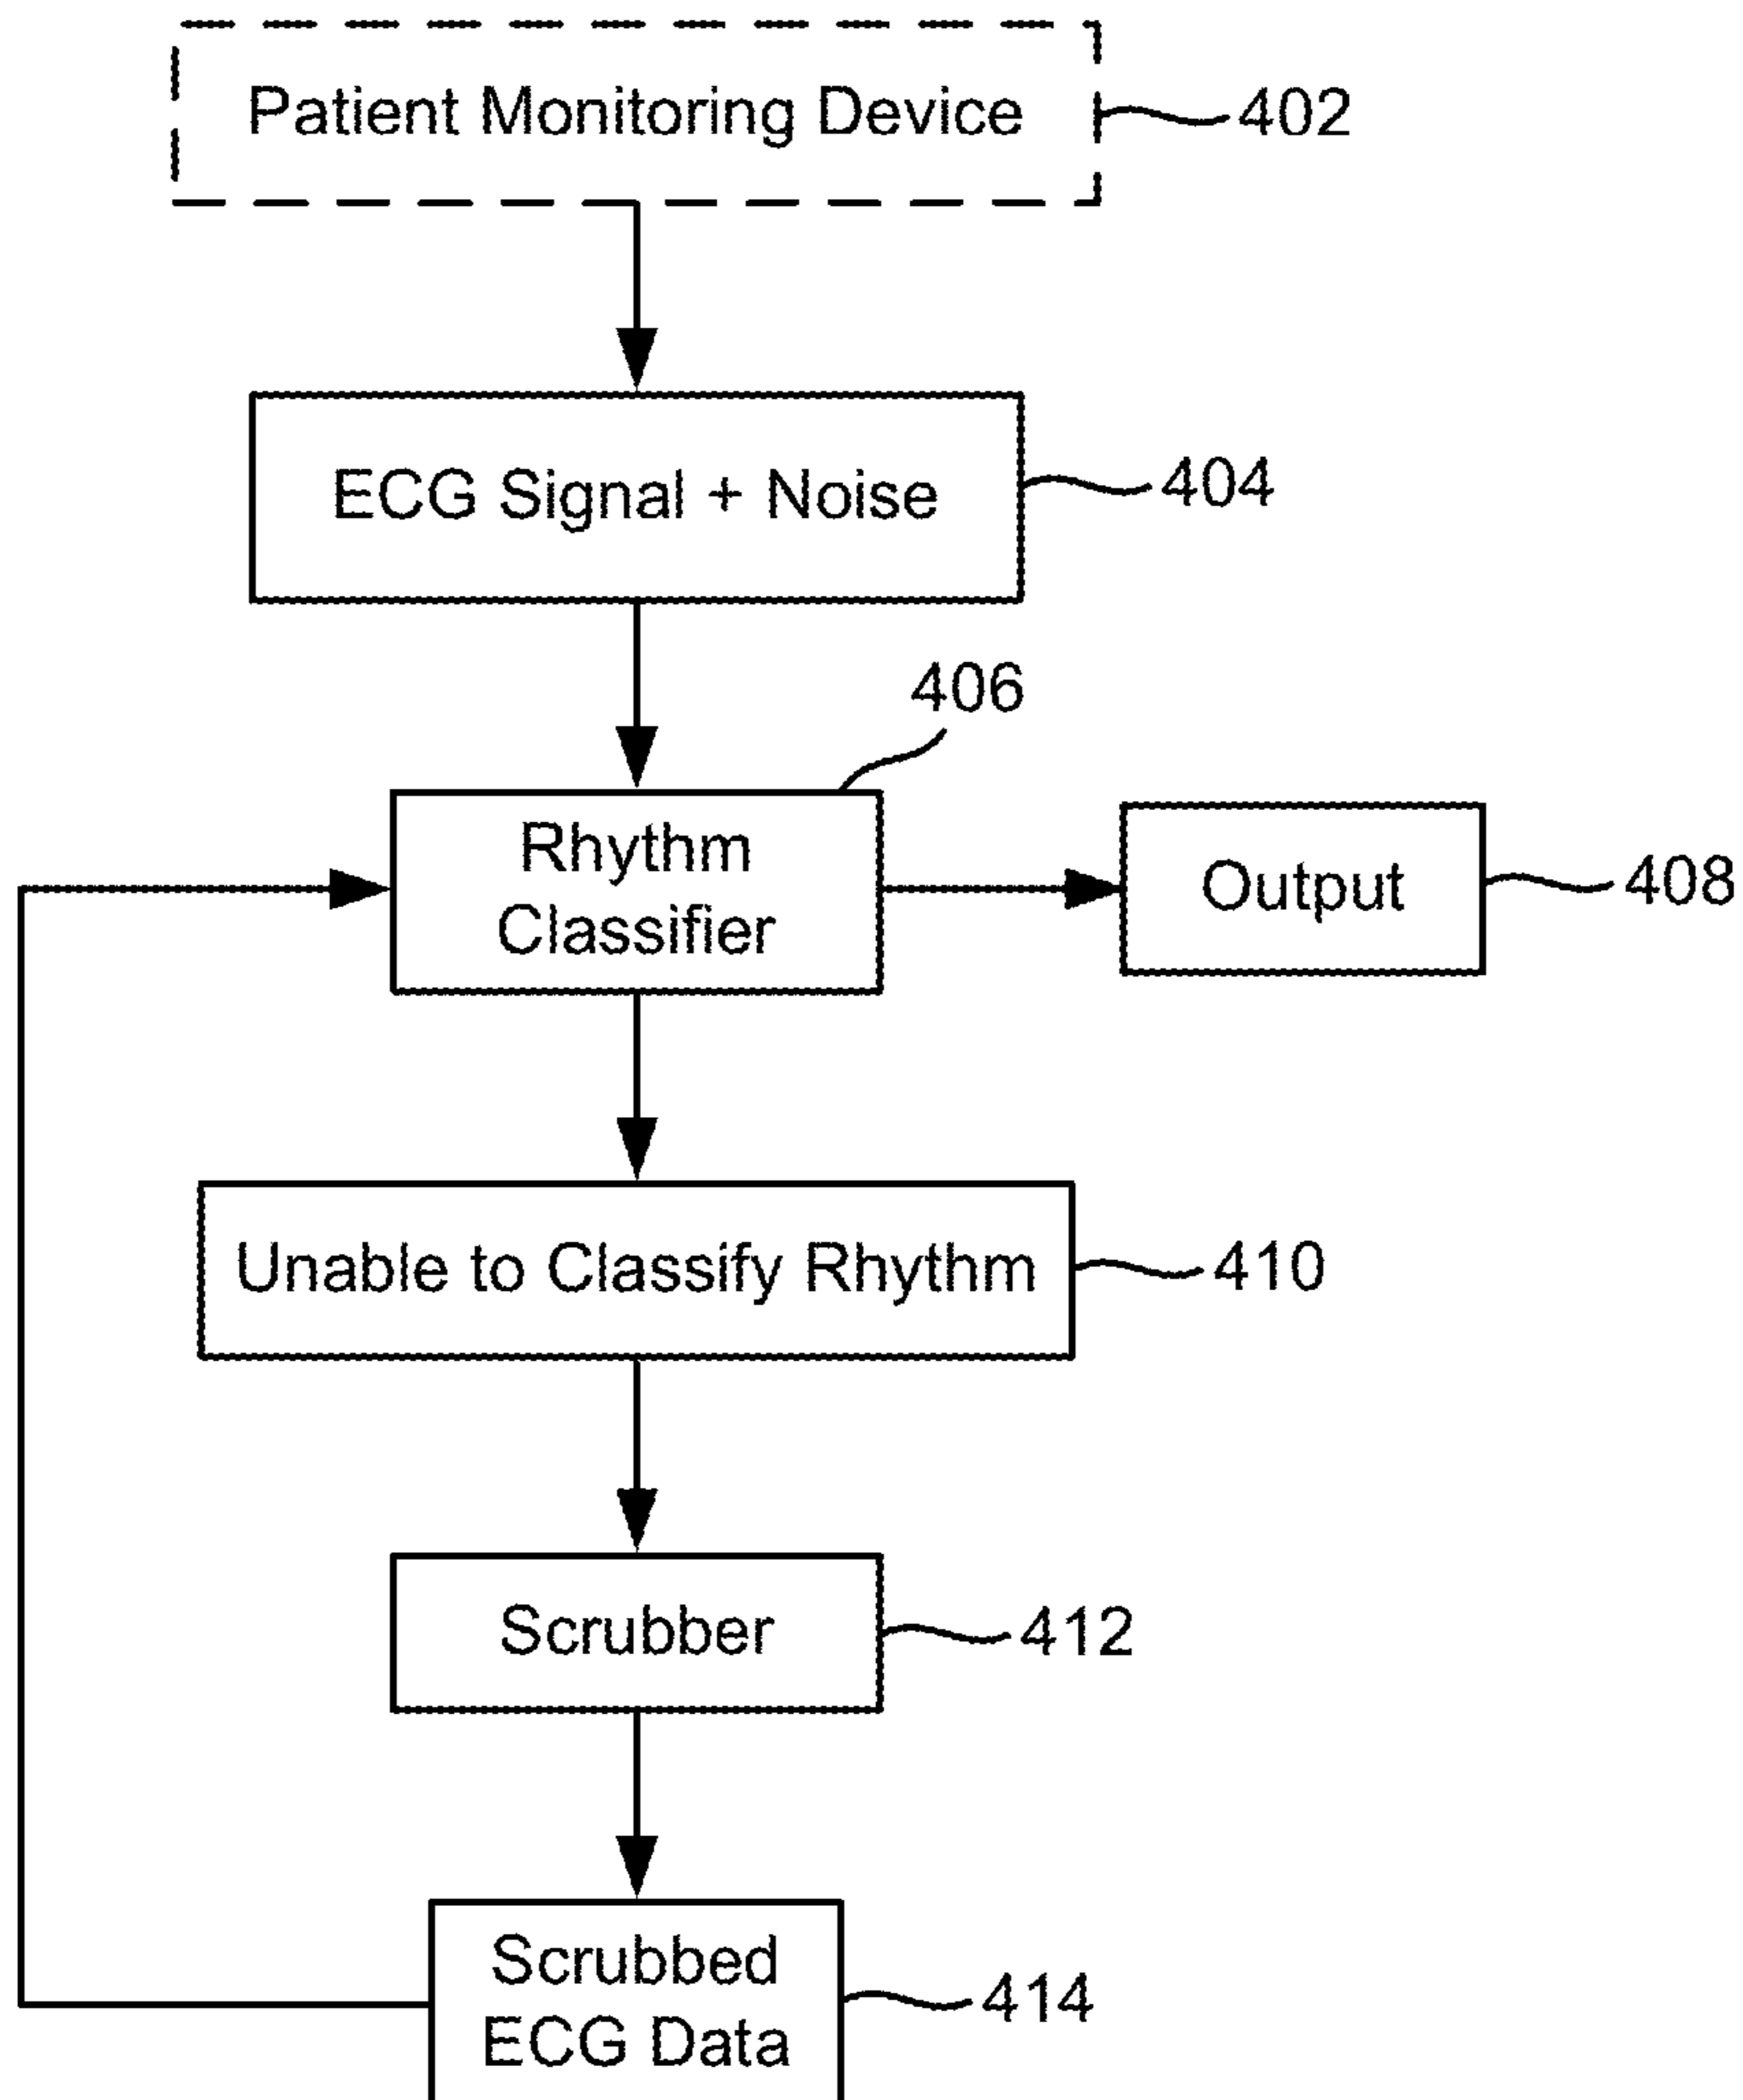 Patient Monitoring Device
402
ECG Signal + Noise
404
406
Rhythm
Classifier
Output
408
Unable to Classify Rhythm
410
Scrubber
412
Scrubbed
ECG Data
414